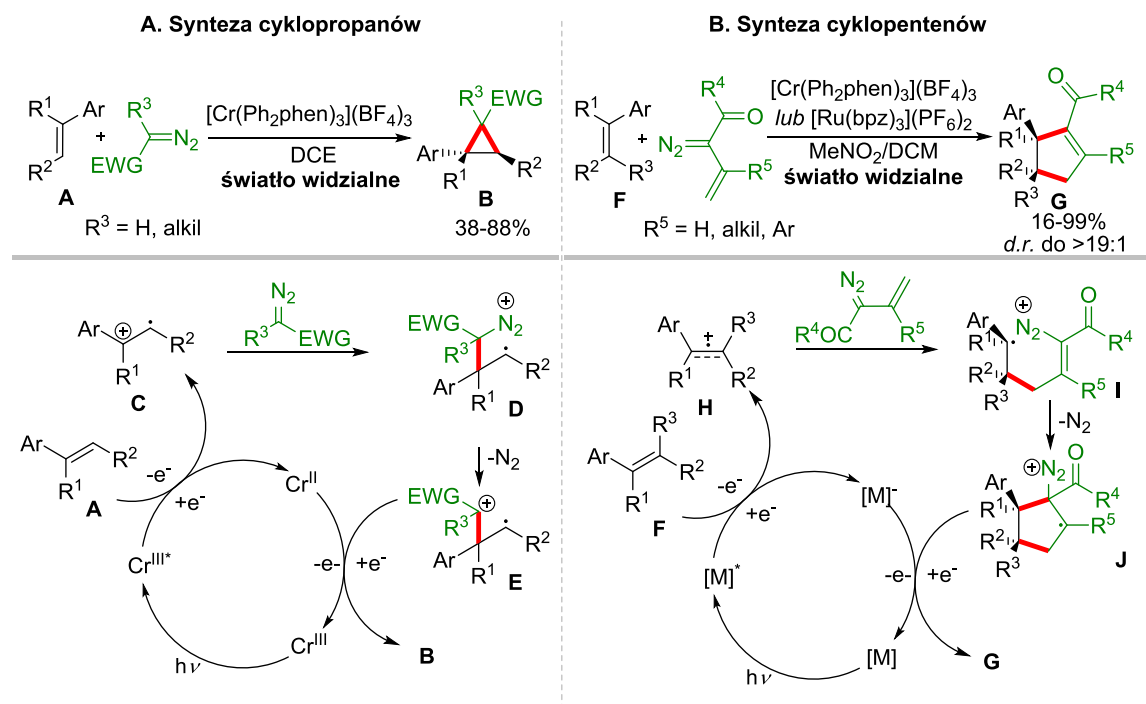 A. Synteza cyklopropanów
R¹ Ar
R²
A
+
R³
N₂
EWG
[Cr(Ph₂phen)₃](BF₄)₃
DCE
światło widzialne
R³ EWG
Ar
R¹
R²
B
R³ = H, alkil
38-88%
B. Synteza cyklopentenów
R¹ Ar
R² R³
F
+
R⁴
O
N₂
R⁵
[Cr(Ph₂phen)₃](BF₄)₃
lub [Ru(bpz)₃](PF₆)₂
MeNO₂/DCM
światło widzialne
O
R⁴
Ar
R¹
R²
R³
R⁵
G
R⁵ = H, alkil, Ar
16-99%
d.r. do >19:1
Ar
+
R²
R¹
C
N₂
R³ EWG
+
EWG N₂
R³
R²
Ar
R¹
D
-N₂
EWG +
R³
R²
Ar
R¹
E
Ar
R²
R¹
A
-e⁻
+e⁻
Crᴵᴵ
Crᴵᴵᴵ*
-e-
+e⁻
Crᴵᴵᴵ
hν
B
Ar R³
+
R¹ R²
H
N₂
R⁴OC
R⁵
+
N₂
O
R⁴
Ar
R¹
R²
R³
R⁵
I
-N₂
+
N₂
O
R⁴
Ar
R¹
R²
R³
R⁵
J
R³
Ar
R²
R¹
F
-e⁻
+e⁻
[M]⁻
[M]*
-e-
+e⁻
[M]
hν
G